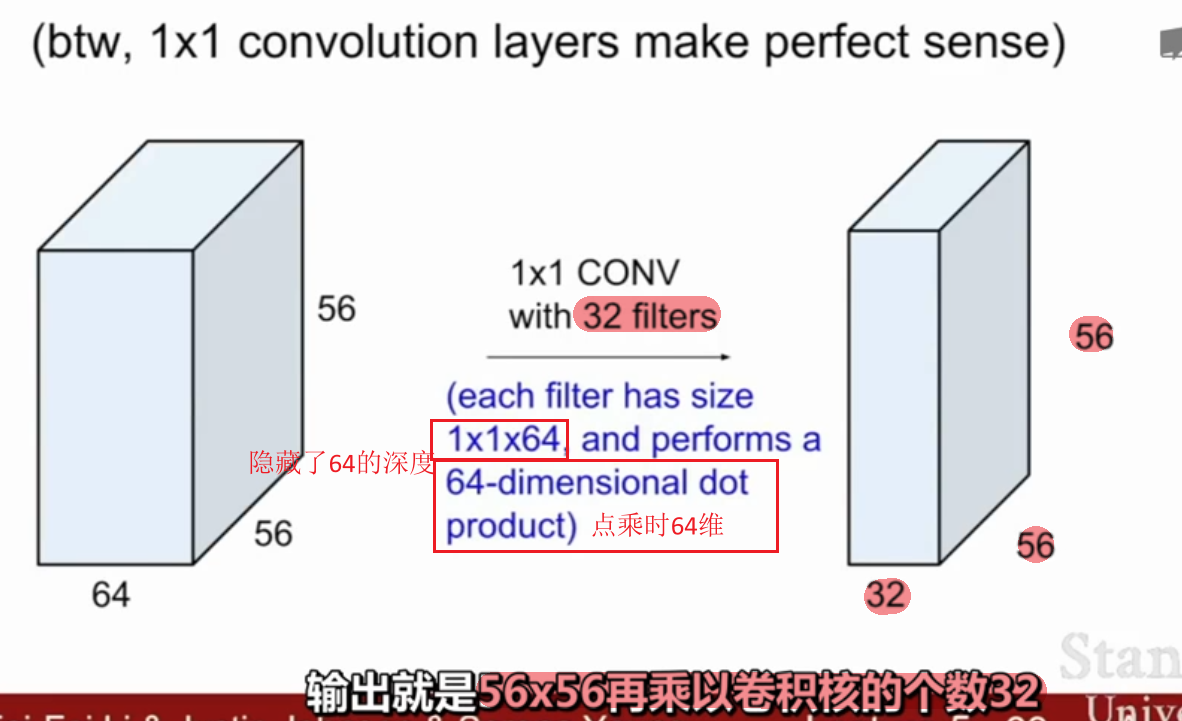 (btw, 1x1 convolution layers make perfect sense)
56
56
64
1x1 CONV
with 32 filters
(each filter has size
1x1x64, and performs a
64-dimensional dot
product)
隐藏了64的深度
点乘时64维
56
56
32
Stan
输出就是56x56再乘以卷积核的个数32